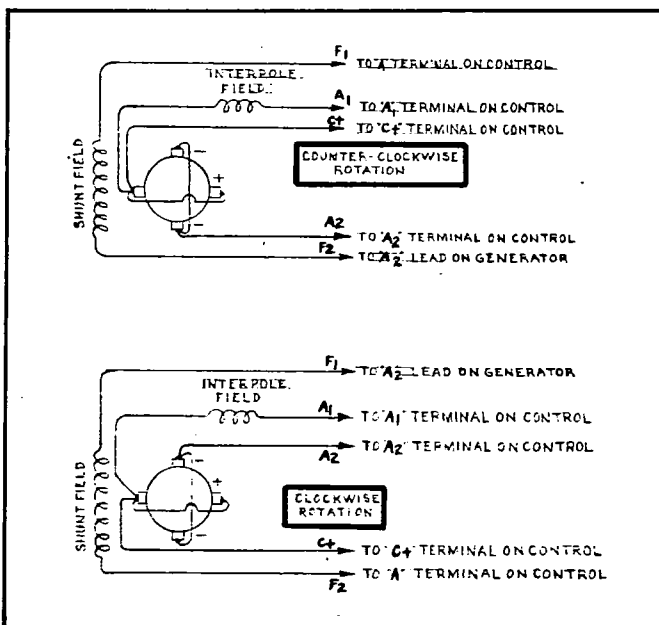 F1
TO "A" TERMINAL ON CONTROL
INTERPOLE
FIELD
A1
TO "A1" TERMINAL ON CONTROL
C+
TO "C+" TERMINAL ON CONTROL
COUNTER-CLOCKWISE
ROTATION
SHUNT FIELD
-
+
-
A2
TO "A2" TERMINAL ON CONTROL
F2
TO "A2" LEAD ON GENERATOR
F1
TO "A2" LEAD ON GENERATOR
INTERPOLE
FIELD
A1
TO "A1" TERMINAL ON CONTROL
TO "A2" TERMINAL ON CONTROL
A2
SHUNT FIELD
-
+
-
CLOCKWISE
ROTATION
C+
TO "C+" TERMINAL ON CONTROL
TO "A" TERMINAL ON CONTROL
F2